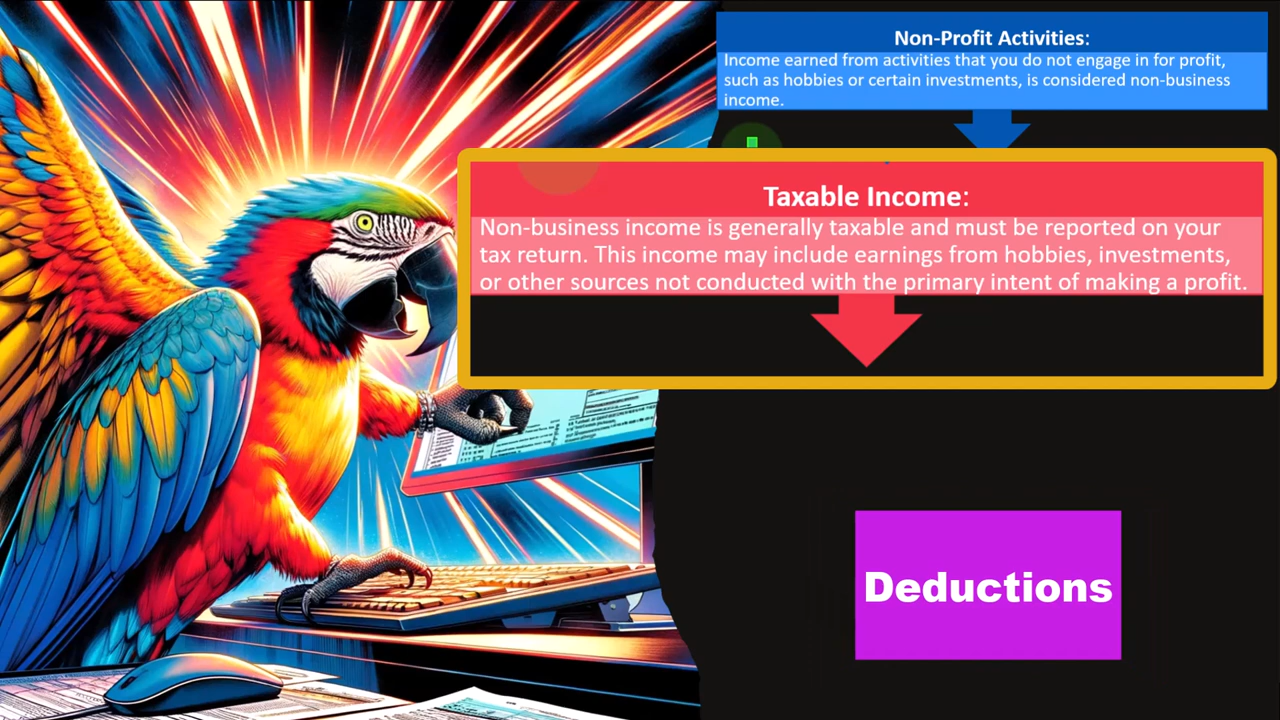 Non-Profit Activities:
Income earned from activities that you do not engage in for profit,
such as hobbies or certain investments, is considered non-business
income.
Taxable Income:
Non-business income is generally taxable and must be reported on your
tax return. This income may include earnings from hobbies, investments,
or other sources not conducted with the primary intent of making a profit.
Deductions